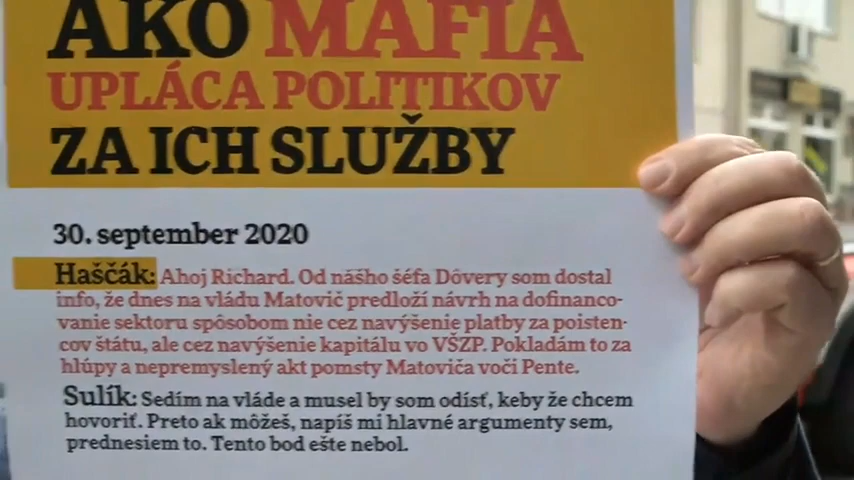 AKO MAFIA
UPLÁCA POLITIKOV
ZA ICH SLUŽBY
30. september 2020
Haščák: Ahoj Richard. Od nášho šéfa Dôvery som dostal
info, že dnes na vládu Matovič predloží návrh na dofinanco-
vanie sektoru spôsobom nie cez navýšenie platby za poisten-
cov štátu, ale cez navýšenie kapitálu vo VŠZP. Pokladám to za
hlúpy a nepremyslený akt pomsty Matoviča voči Pente.
Sulík: Sedím na vláde a musel by som odísť, keby že chcem
hovoriť. Preto ak môžeš, napíš mi hlavné argumenty sem,
prednesiem to. Tento bod ešte nebol.